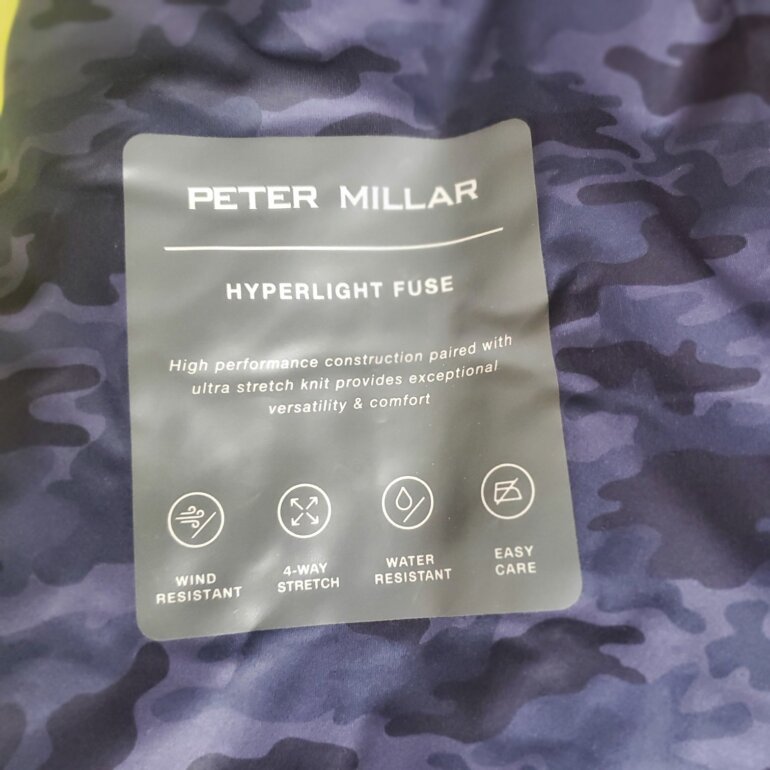 PETER MILLAR
HYPERLIGHT FUSE
High performance construction paired with
ultra stretch knit provides exceptional
versatility & comfort
WIND
RESISTANT
4-WAY
STRETCH
WATER
RESISTANT
EASY
CARE